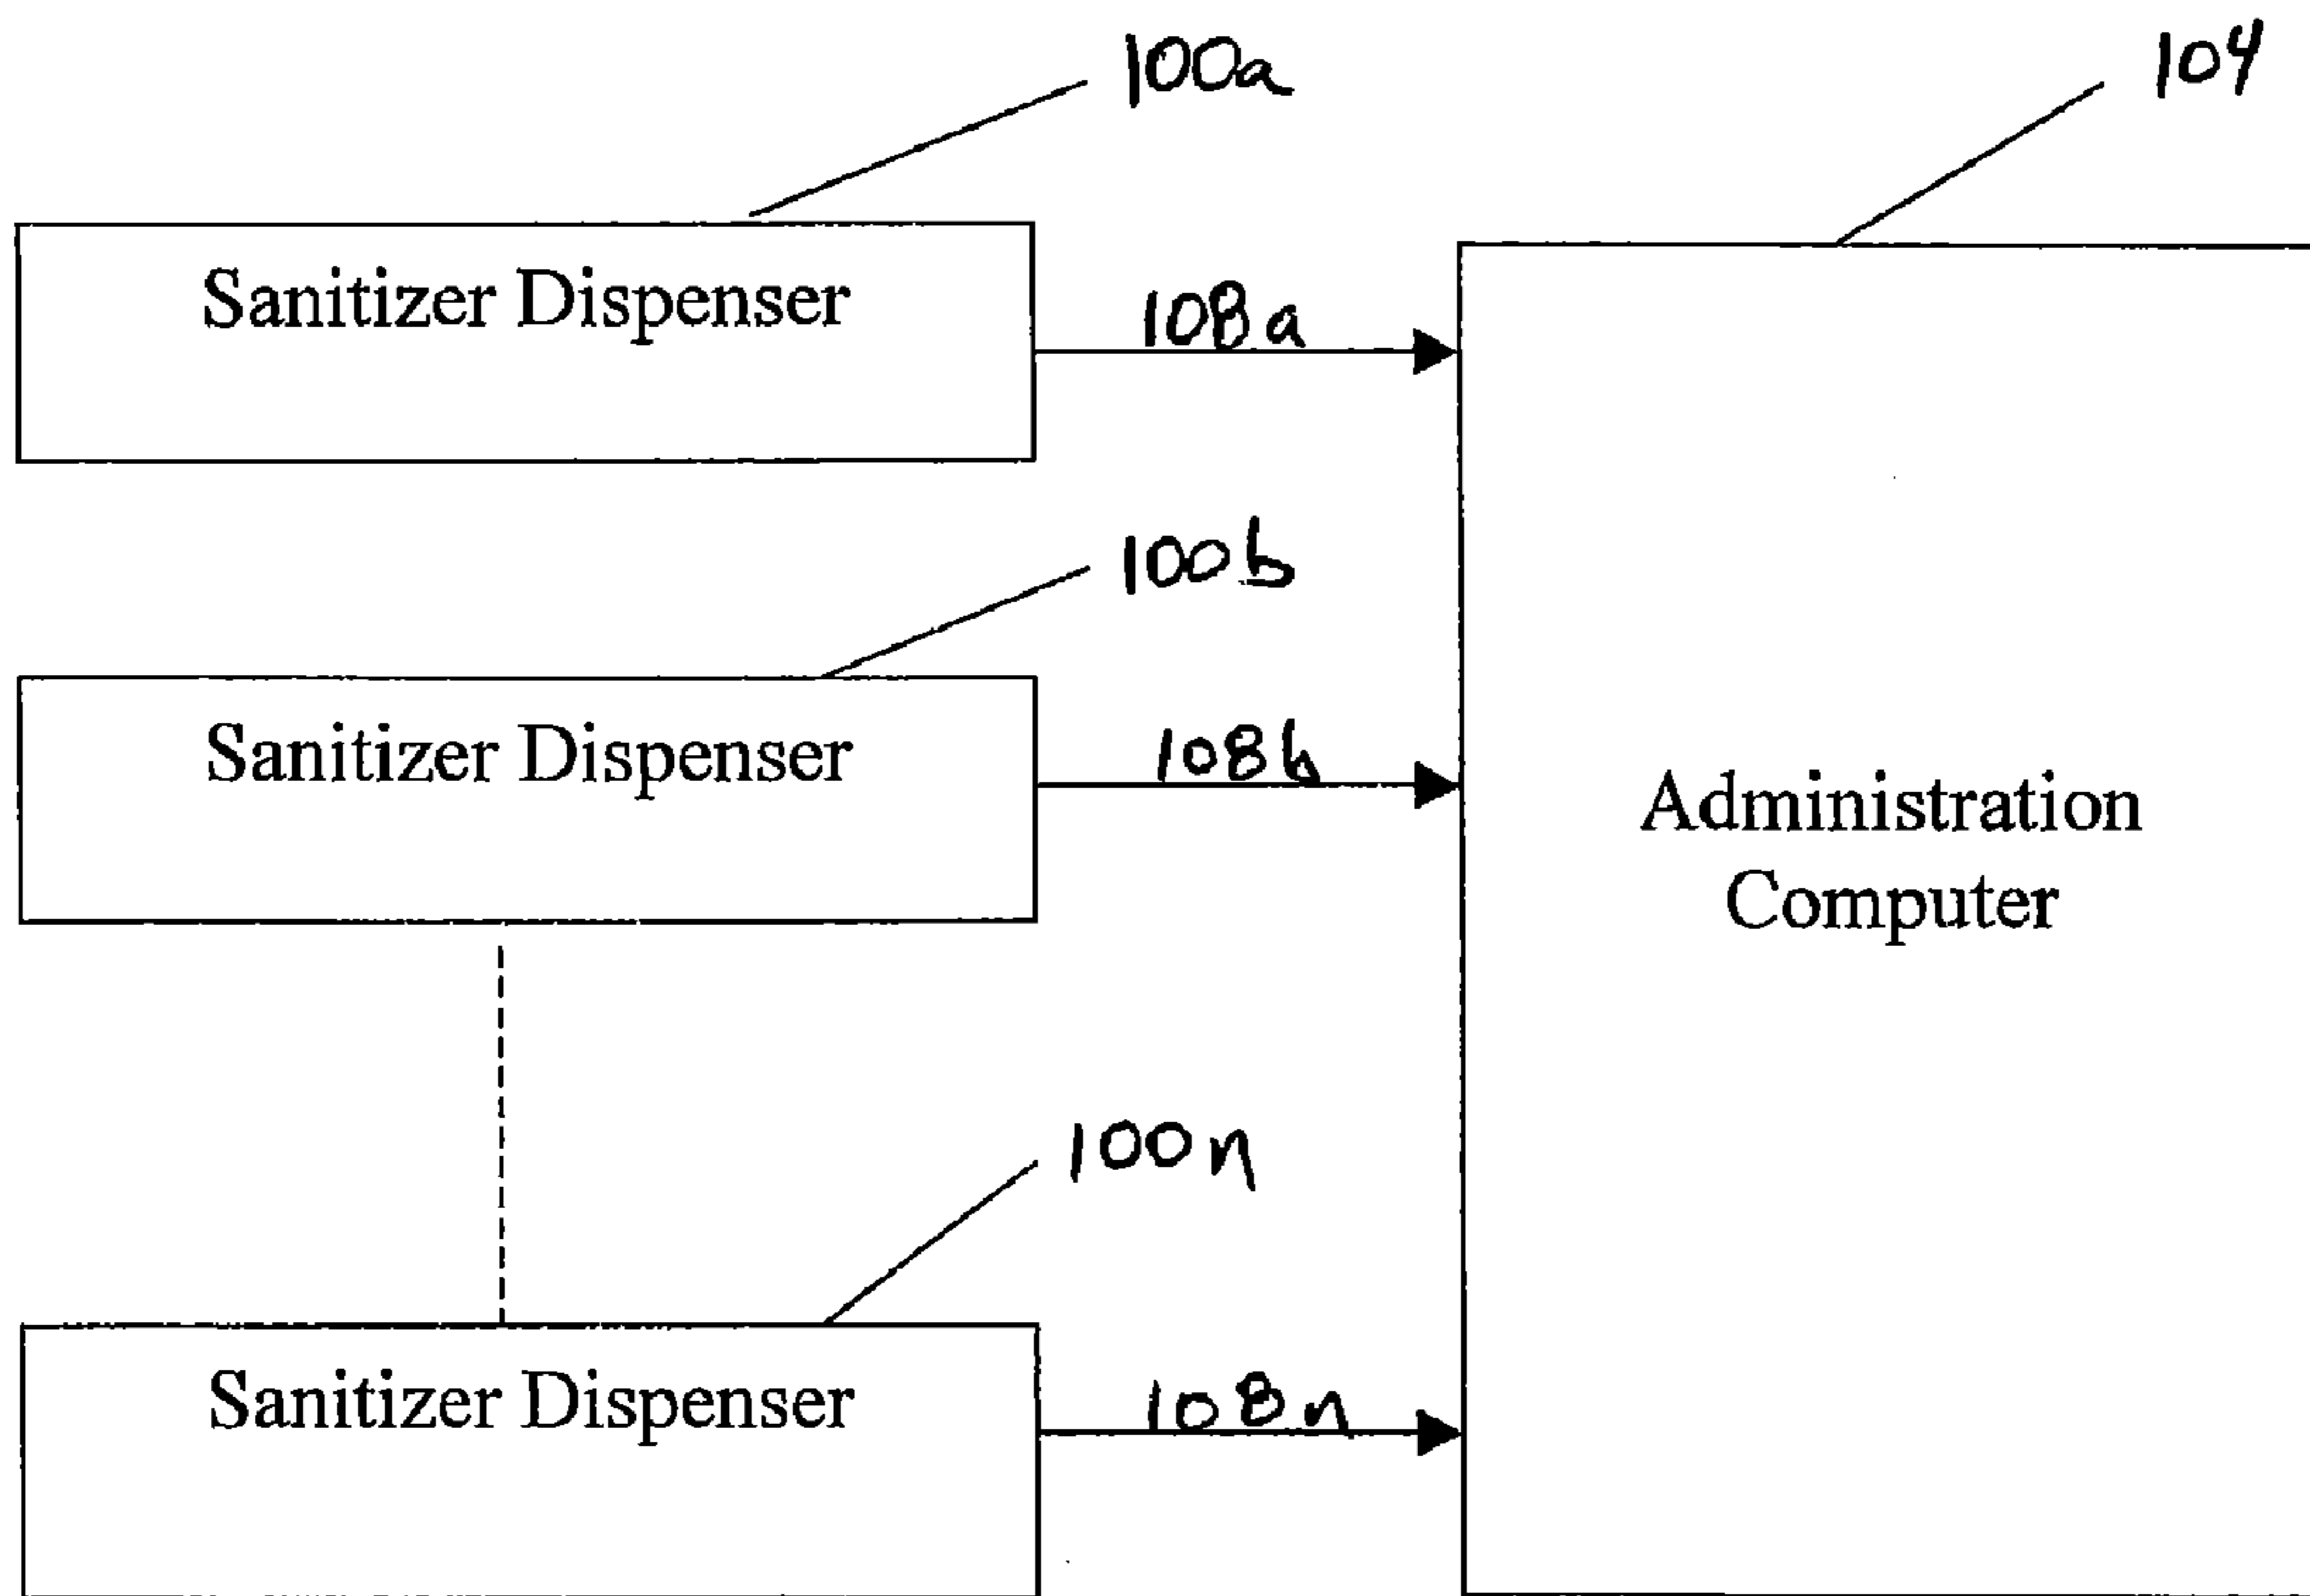 100a
104
Sanitizer Dispenser
108a
100b
Sanitizer Dispenser
108b
Administration
Computer
100n
Sanitizer Dispenser
108n